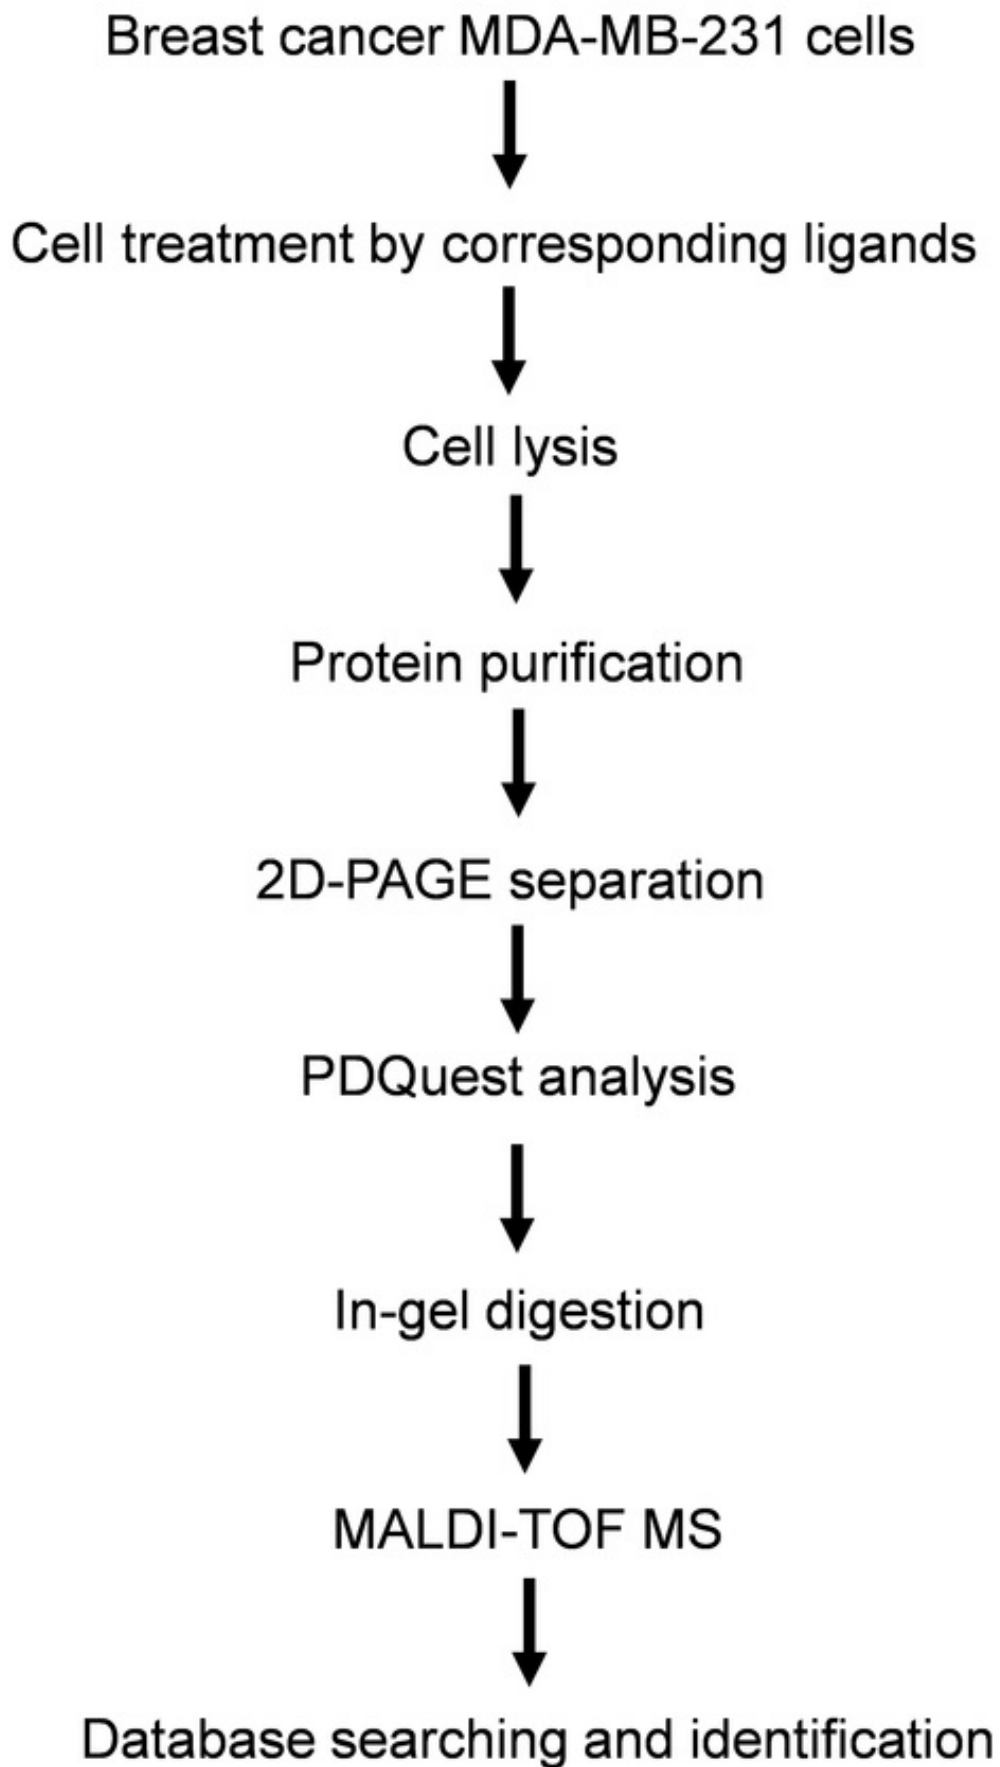 Breast cancer MDA-MB-231 cells
Cell treatment by corresponding ligands
Cell lysis
Protein purification
2D-PAGE separation
PDQuest analysis
In-gel digestion
MALDI-TOF MS
Database searching and identification